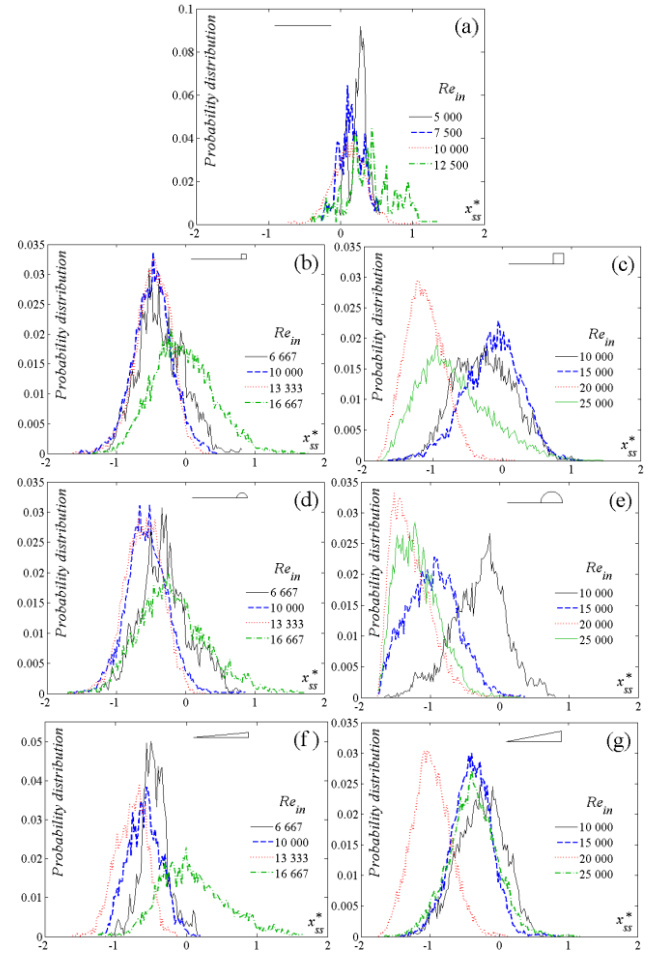 0.1
(a)
Probability distribution
0.08
Re_in
0.06
5 000
7 500
0.04
10 000
12 500
0.02
x*_ss
0
-2 -1 0 1 2
0.035
(b)
Probability distribution
0.03
0.025
Re_in
0.02
6 667
0.015
10 000
0.01
13 333
16 667
0.005
x*_ss
0
-2 -1 0 1 2
0.035
(c)
Probability distribution
0.03
0.025
Re_in
0.02
10 000
0.015
15 000
0.01
20 000
25 000
0.005
x*_ss
0
-2 -1 0 1 2
0.035
(d)
Probability distribution
0.03
0.025
Re_in
0.02
6 667
0.015
10 000
0.01
13 333
16 667
0.005
x*_ss
0
-2 -1 0 1 2
0.035
(e)
Probability distribution
0.03
0.025
Re_in
0.02
10 000
0.015
15 000
0.01
20 000
25 000
0.005
x*_ss
0
-2 -1 0 1 2
0.05
(f)
Probability distribution
0.04
Re_in
0.03
6 667
0.02
10 000
13 333
0.01
16 667
x*_ss
0
-2 -1 0 1 2
0.035
(g)
Probability distribution
0.03
0.025
Re_in
0.02
10 000
0.015
15 000
0.01
20 000
25 000
0.005
x*_ss
0
-2 -1 0 1 2